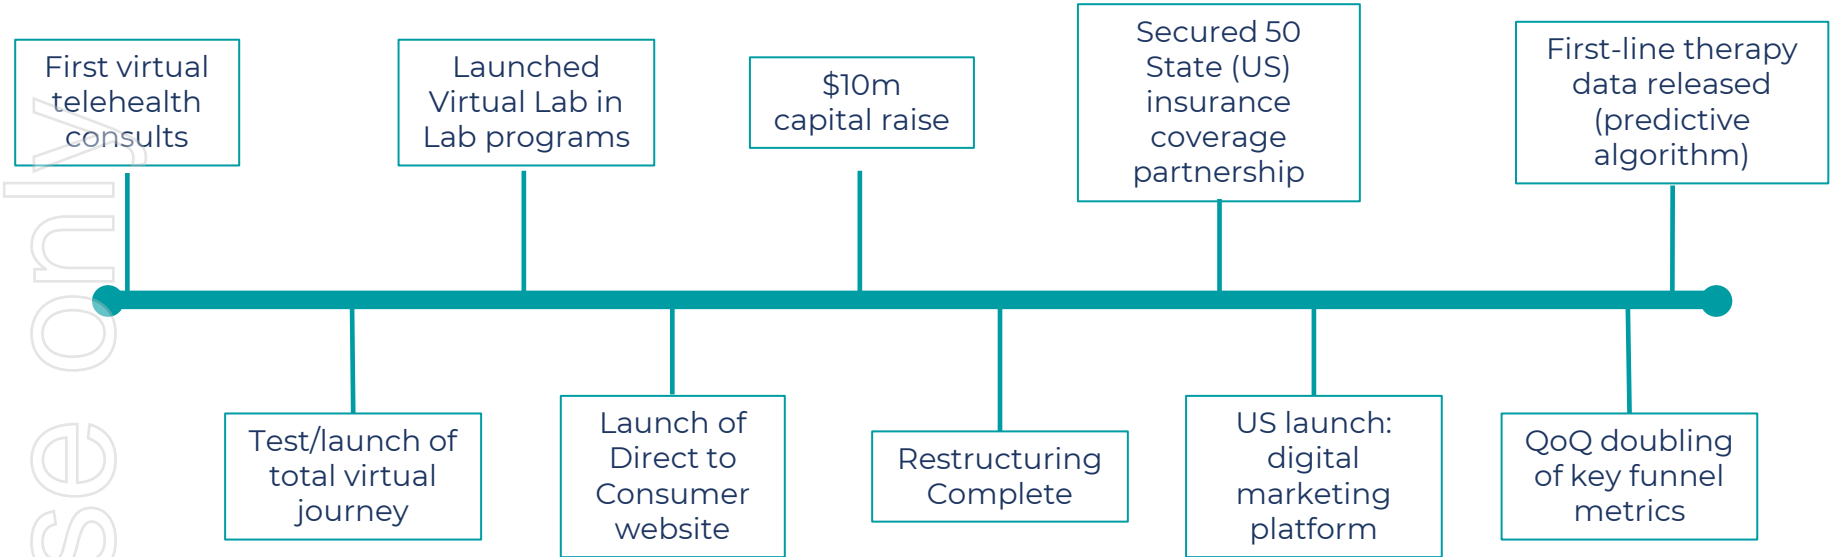 First virtual
telehealth
consults
Launched
Virtual Lab in
Lab programs
$10m
capital raise
Secured 50
State (US)
insurance
coverage
partnership
First-line therapy
data released
(predictive
algorithm)
Test/launch of
total virtual
journey
Launch of
Direct to
Consumer
website
Restructuring
Complete
US launch:
digital
marketing
platform
QoQ doubling
of key funnel
metrics
se only